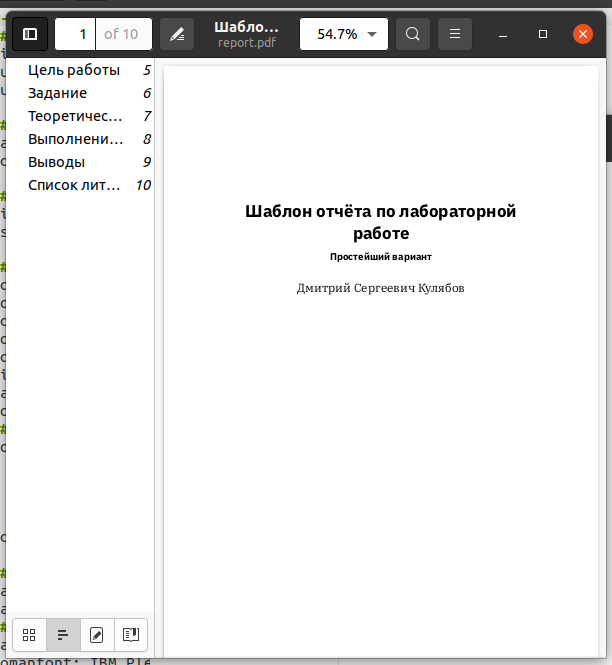 1 of 10
Шабло...
report.pdf
54.7%
Цель работы 5
Задание 6
Теоретичес... 7
Выполнени... 8
Выводы 9
Список лит... 10
Шаблон отчёта по лабораторной
работе
Простейший вариант
Дмитрий Сергеевич Кулябов